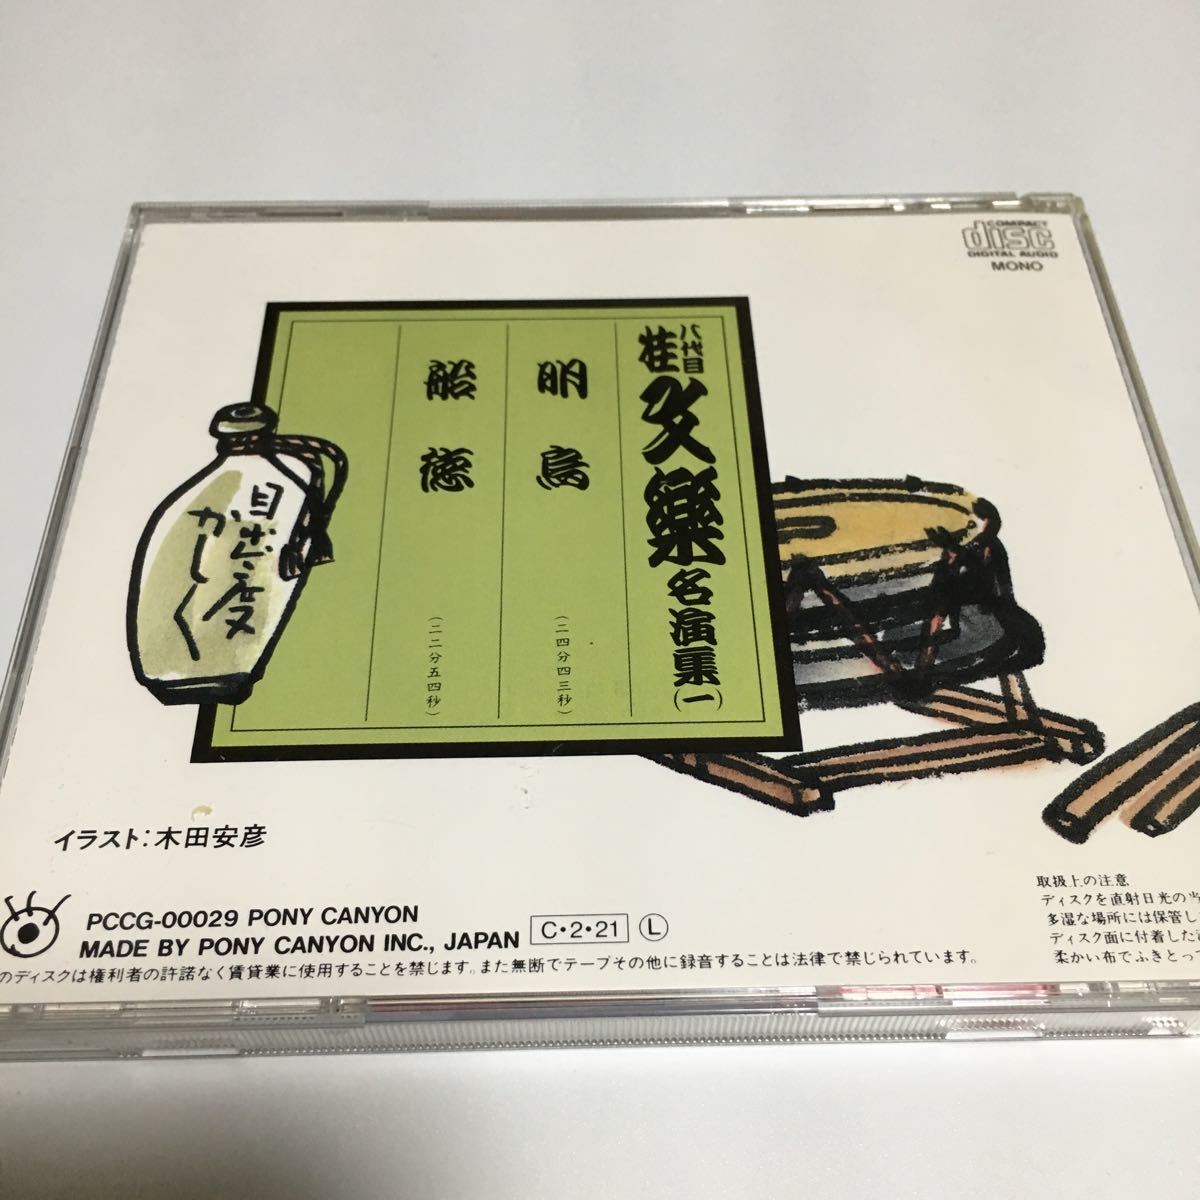 COMPACT
disc
DIGITAL AUDIO
MONO
八代目
桂文樂名演集(一)
明烏
(二四分四三秒)
船徳
(二二分五四秒)
目出度
かしく
イラスト:木田安彦
PCCG-00029 PONY CANYON
MADE BY PONY CANYON INC., JAPAN
C・2・21
L
のディスクは権利者の許諾なく賃貸業に使用することを禁じます。また無断でテープその他に録音することは法律で禁じられています。
取扱上の注意
ディスクを直射日光の当
多湿な場所には保管し
ディスク面に付着した
柔かい布でふきとって